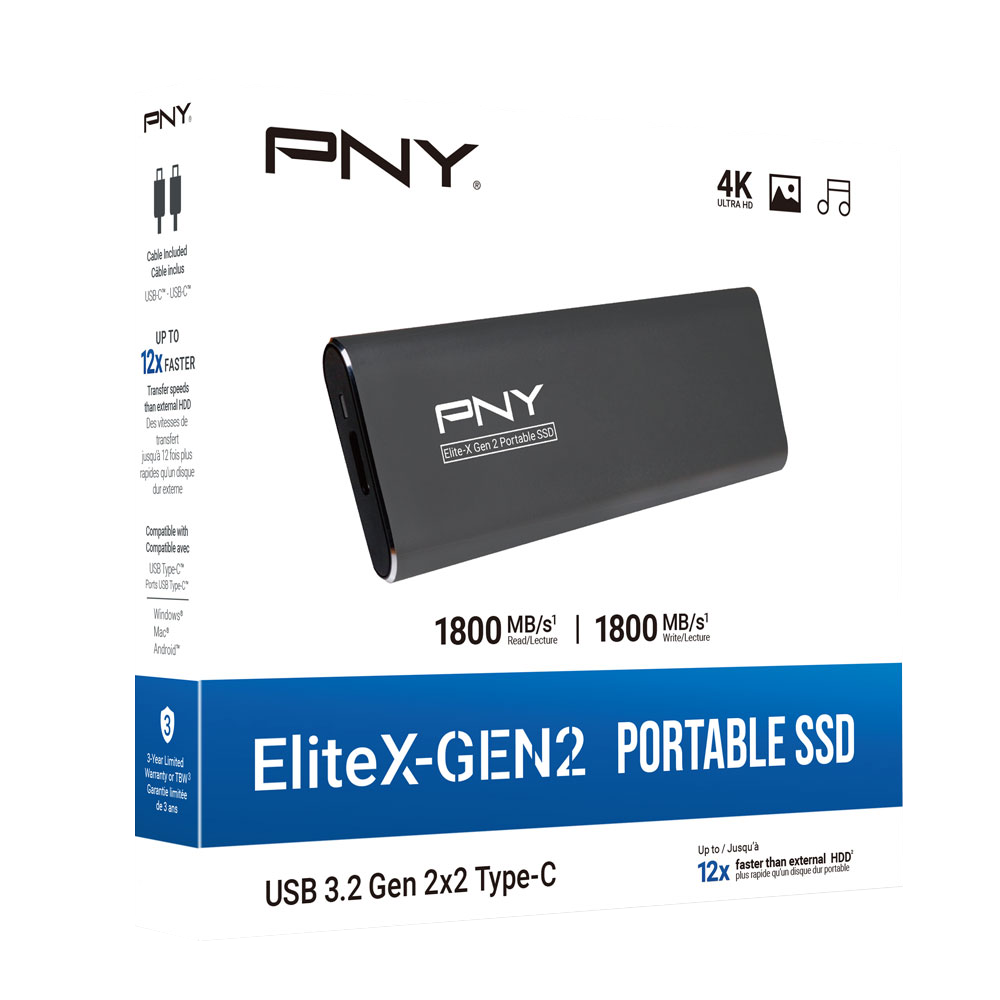 PNY®
Cable Included
Câble inclus
USB-C™ - USB-C™
UP TO
12x FASTER
Transfer speeds
than external HDD
Des vitesses de
transfert
jusqu'à 12 fois plus
rapides qu'un disque
dur externe
Compatible with
Compatible avec
USB Type-C™
Ports USB Type-C™
Windows®
Mac®
Android™
3
3-Year Limited
Warranty or TBW³
Garantie limitée
de 3 ans
PNY®
4K
ULTRA HD
PNY
Elite-X Gen 2 Portable SSD
1800 MB/s¹ | 1800 MB/s¹
Read/Lecture Write/Lecture
EliteX-GEN2 PORTABLE SSD
USB 3.2 Gen 2x2 Type-C
Up to / Jusqu'à
12x faster than external HDD²
plus rapide qu'un disque dur portable